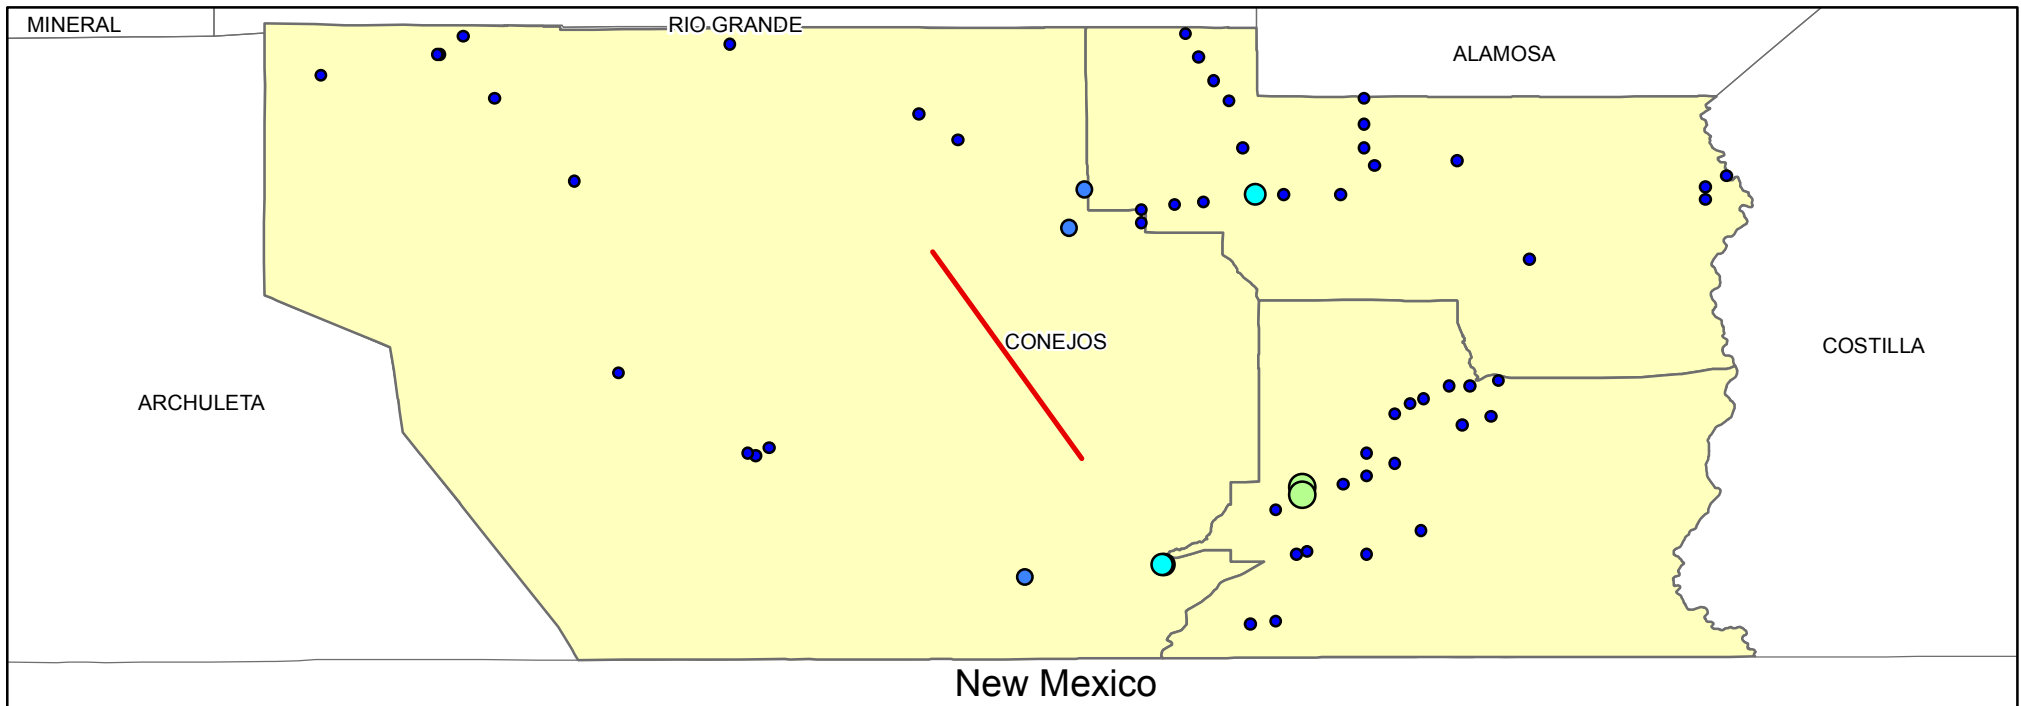 MINERAL
RIO GRANDE
ALAMOSA
CONEJOS
COSTILLA
ARCHULETA
New Mexico